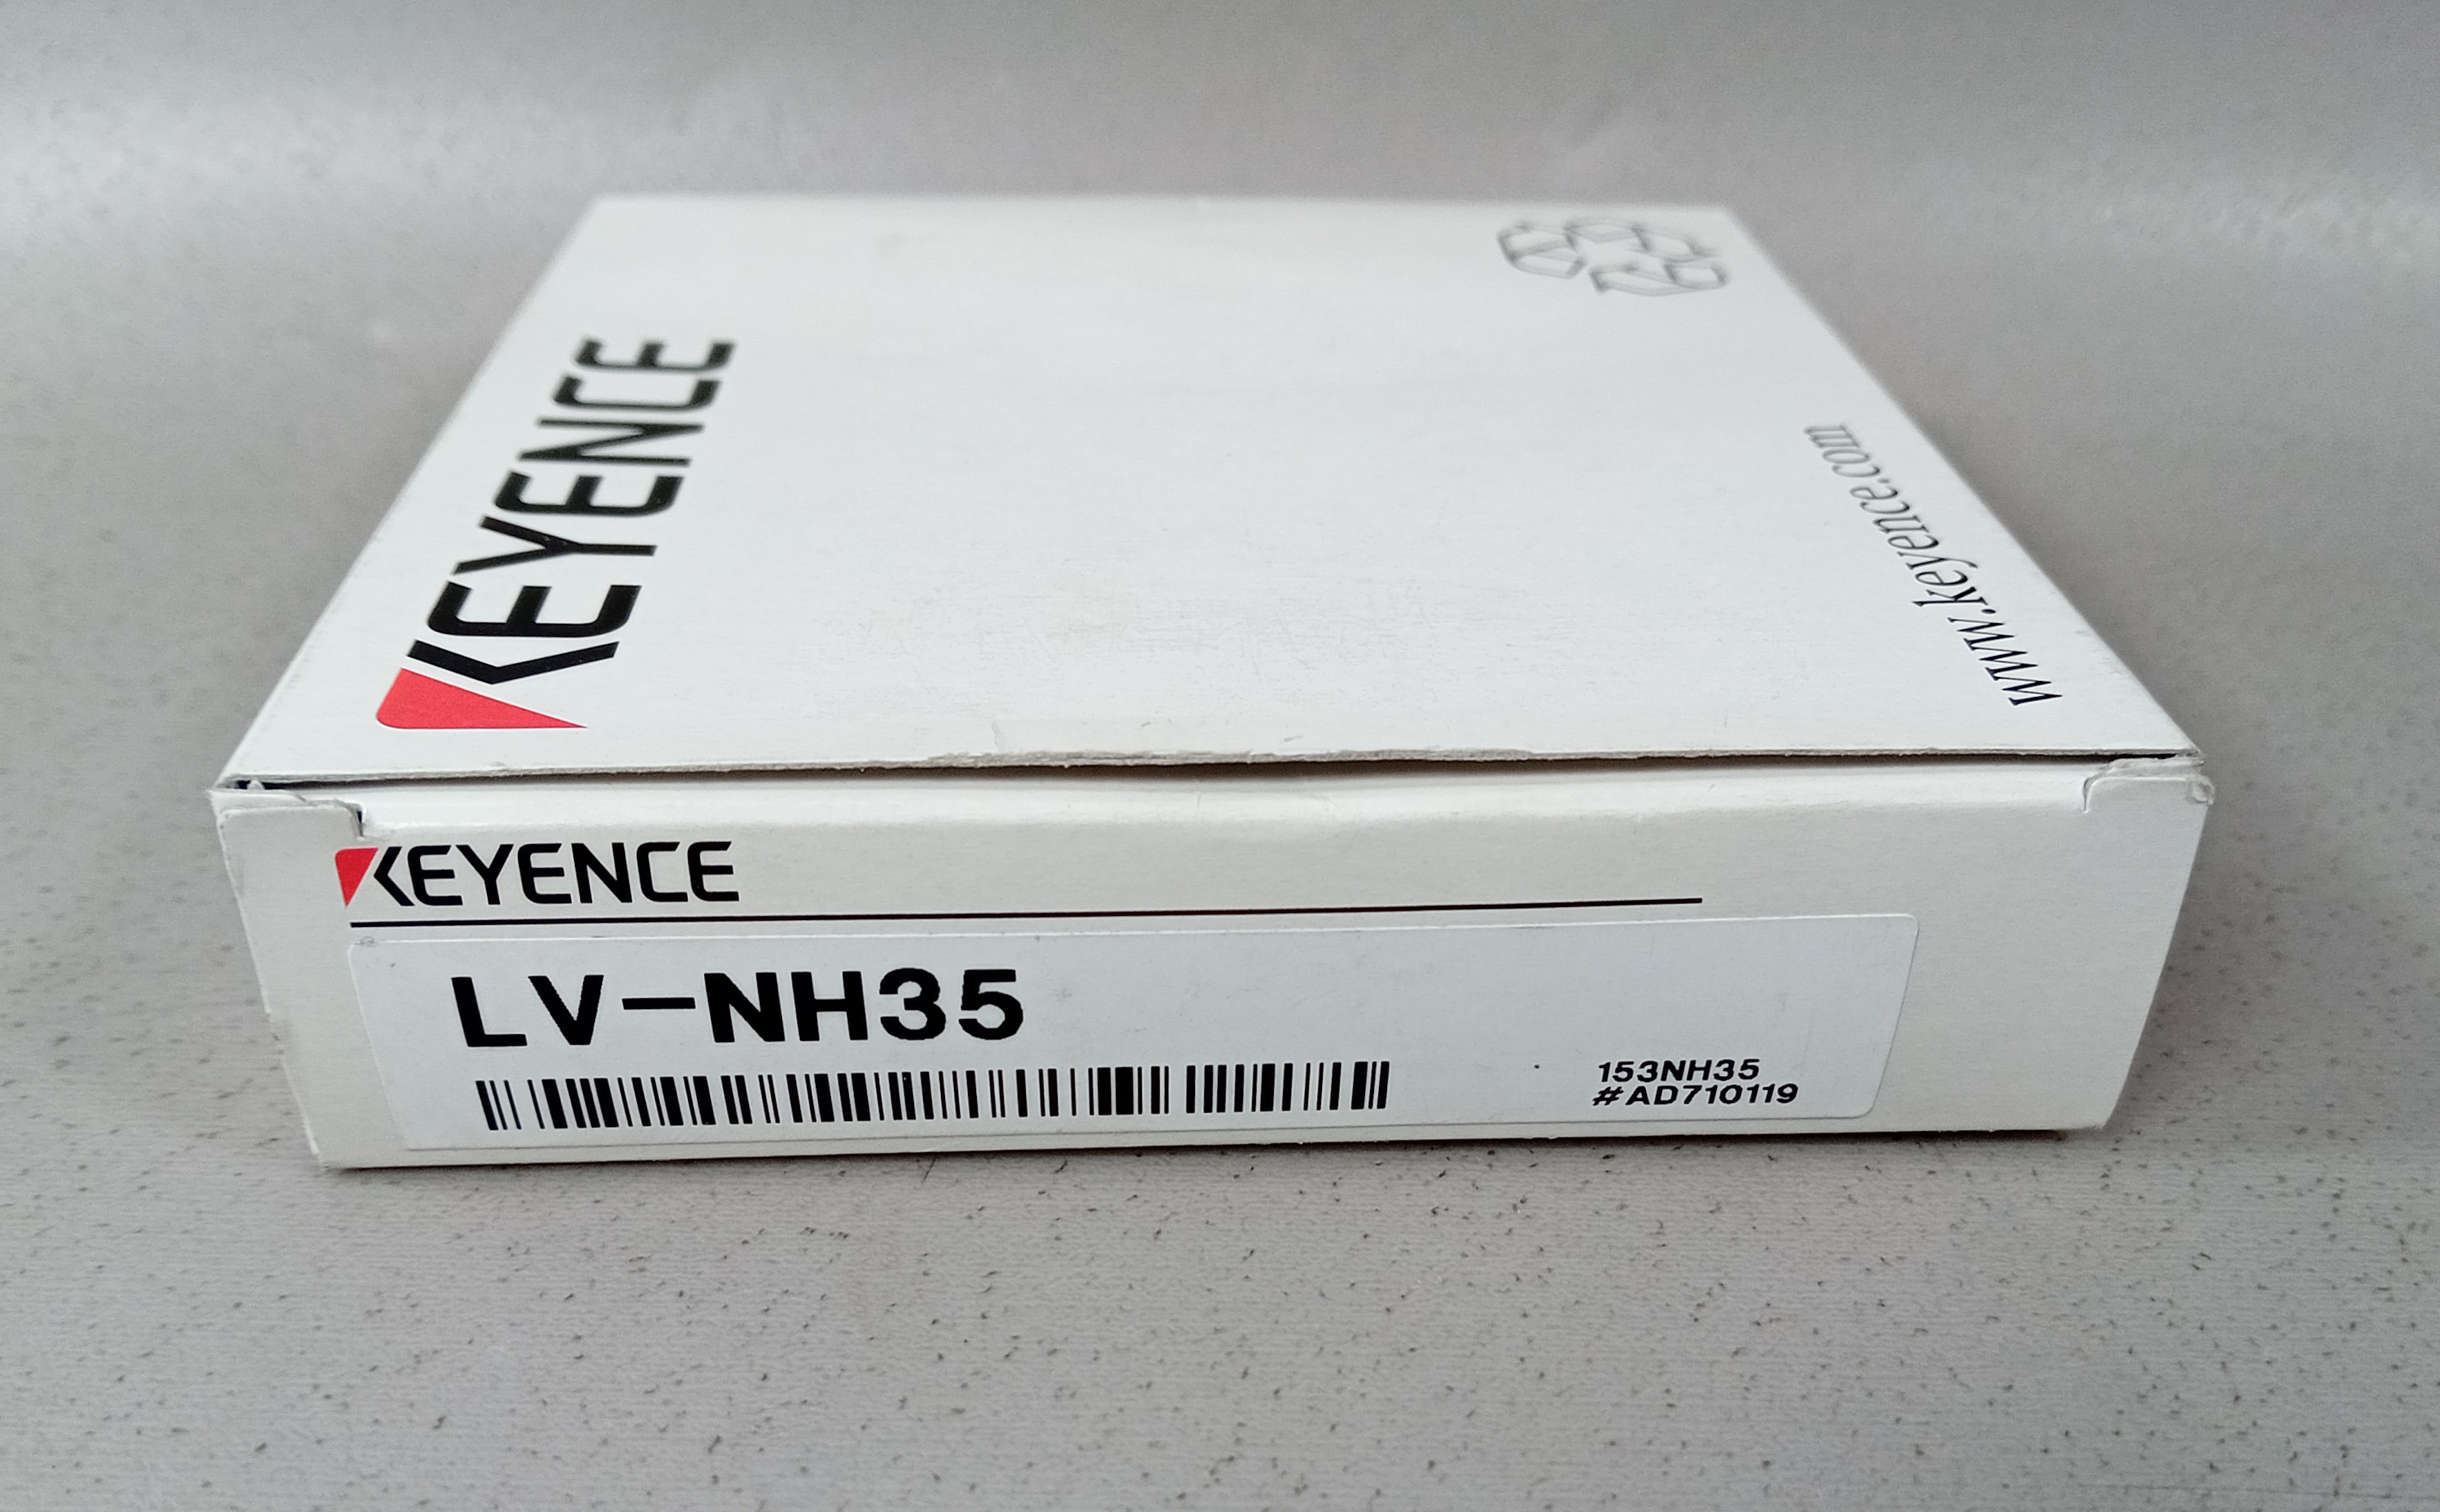 KEYENCE
www.keyence.com
KEYENCE
LV-NH35
153NH35
#AD710119